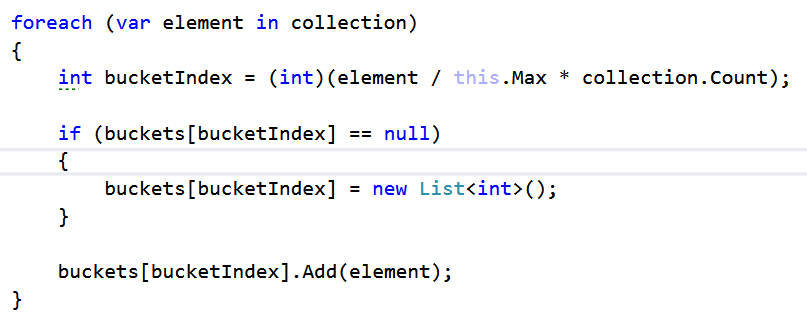 foreach (var element in collection)
{
    int bucketIndex = (int)(element / this.Max * collection.Count);

    if (buckets[bucketIndex] == null)
    {
        buckets[bucketIndex] = new List<int>();
    }

    buckets[bucketIndex].Add(element);
}